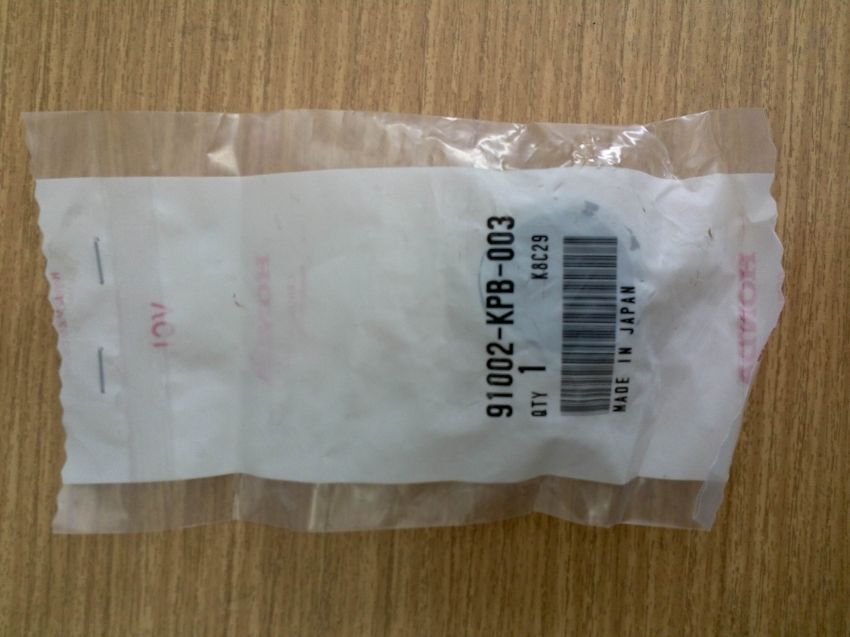 91002-KPB-003
QTY 1 K8C29
MADE IN JAPAN